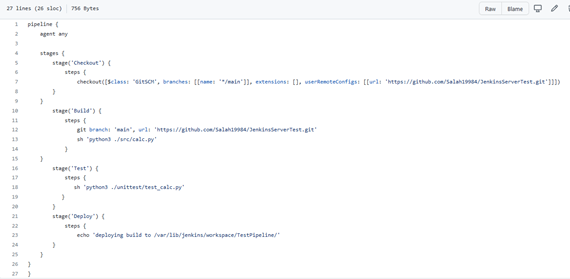 27 lines (26 sloc) 756 Bytes
Raw Blame
1 pipeline {
2 agent any
3
4 stages {
5 stage('Checkout') {
6 steps {
7 checkout([$class: 'GitSCM', branches: [[name: '*/main']], extensions: [], userRemoteConfigs: [[url: 'https://github.com/Salah19984/JenkinsServerTest.git']]])
8 }
9 }
10 stage('Build') {
11 steps {
12 git branch: 'main', url: 'https://github.com/Salah19984/JenkinsServerTest.git'
13 sh 'python3 ./src/calc.py'
14 }
15 }
16 stage('Test') {
17 steps {
18 sh 'python3 ./unittest/test_calc.py'
19 }
20 }
21 stage('Deploy') {
22 steps {
23 echo 'deploying build to /var/lib/jenkins/workspace/TestPipeline/'
24 }
25 }
26 }
27 }